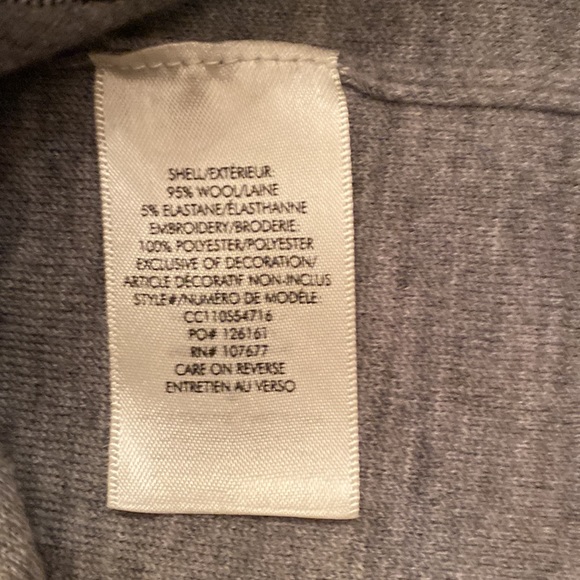 SHELL/EXTÉRIEUR:
95% WOOL/LAINE
5% ELASTANE/ÉLASTHANNE
EMBROIDERY/BRODERIE:
100% POLYESTER/POLYESTER
EXCLUSIVE OF DECORATION/
ARTICLE DÉCORATIF NON-INCLUS
STYLE#/NUMÉRO DE MODÈLE:
CC110S54716
PO# 126161
RN# 107677
CARE ON REVERSE
ENTRETIEN AU VERSO